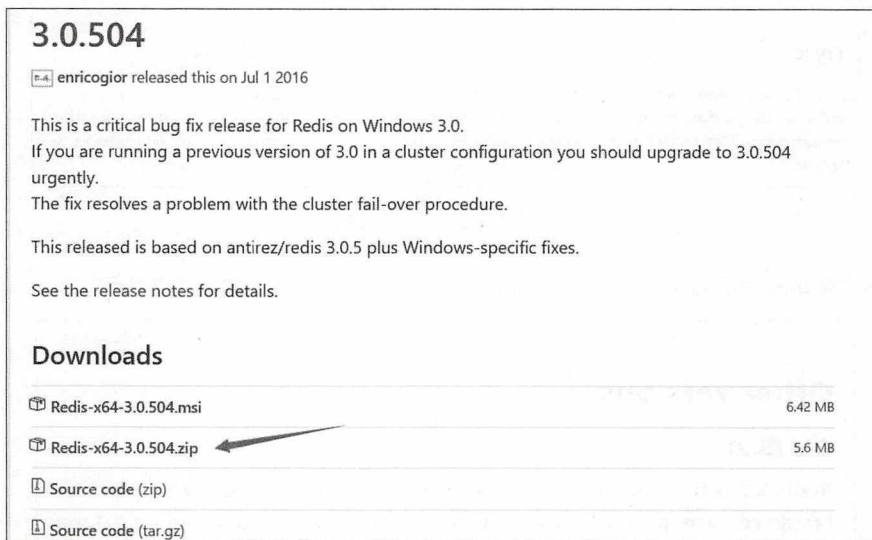 3.0.504
enricogior released this on Jul 1 2016
This is a critical bug fix release for Redis on Windows 3.0.
If you are running a previous version of 3.0 in a cluster configuration you should upgrade to 3.0.504
urgently.
The fix resolves a problem with the cluster fail-over procedure.
This released is based on antirez/redis 3.0.5 plus Windows-specific fixes.
See the release notes for details.
Downloads
Redis-x64-3.0.504.msi 6.42 MB
Redis-x64-3.0.504.zip 5.6 MB
Source code (zip)
Source code (tar.gz)